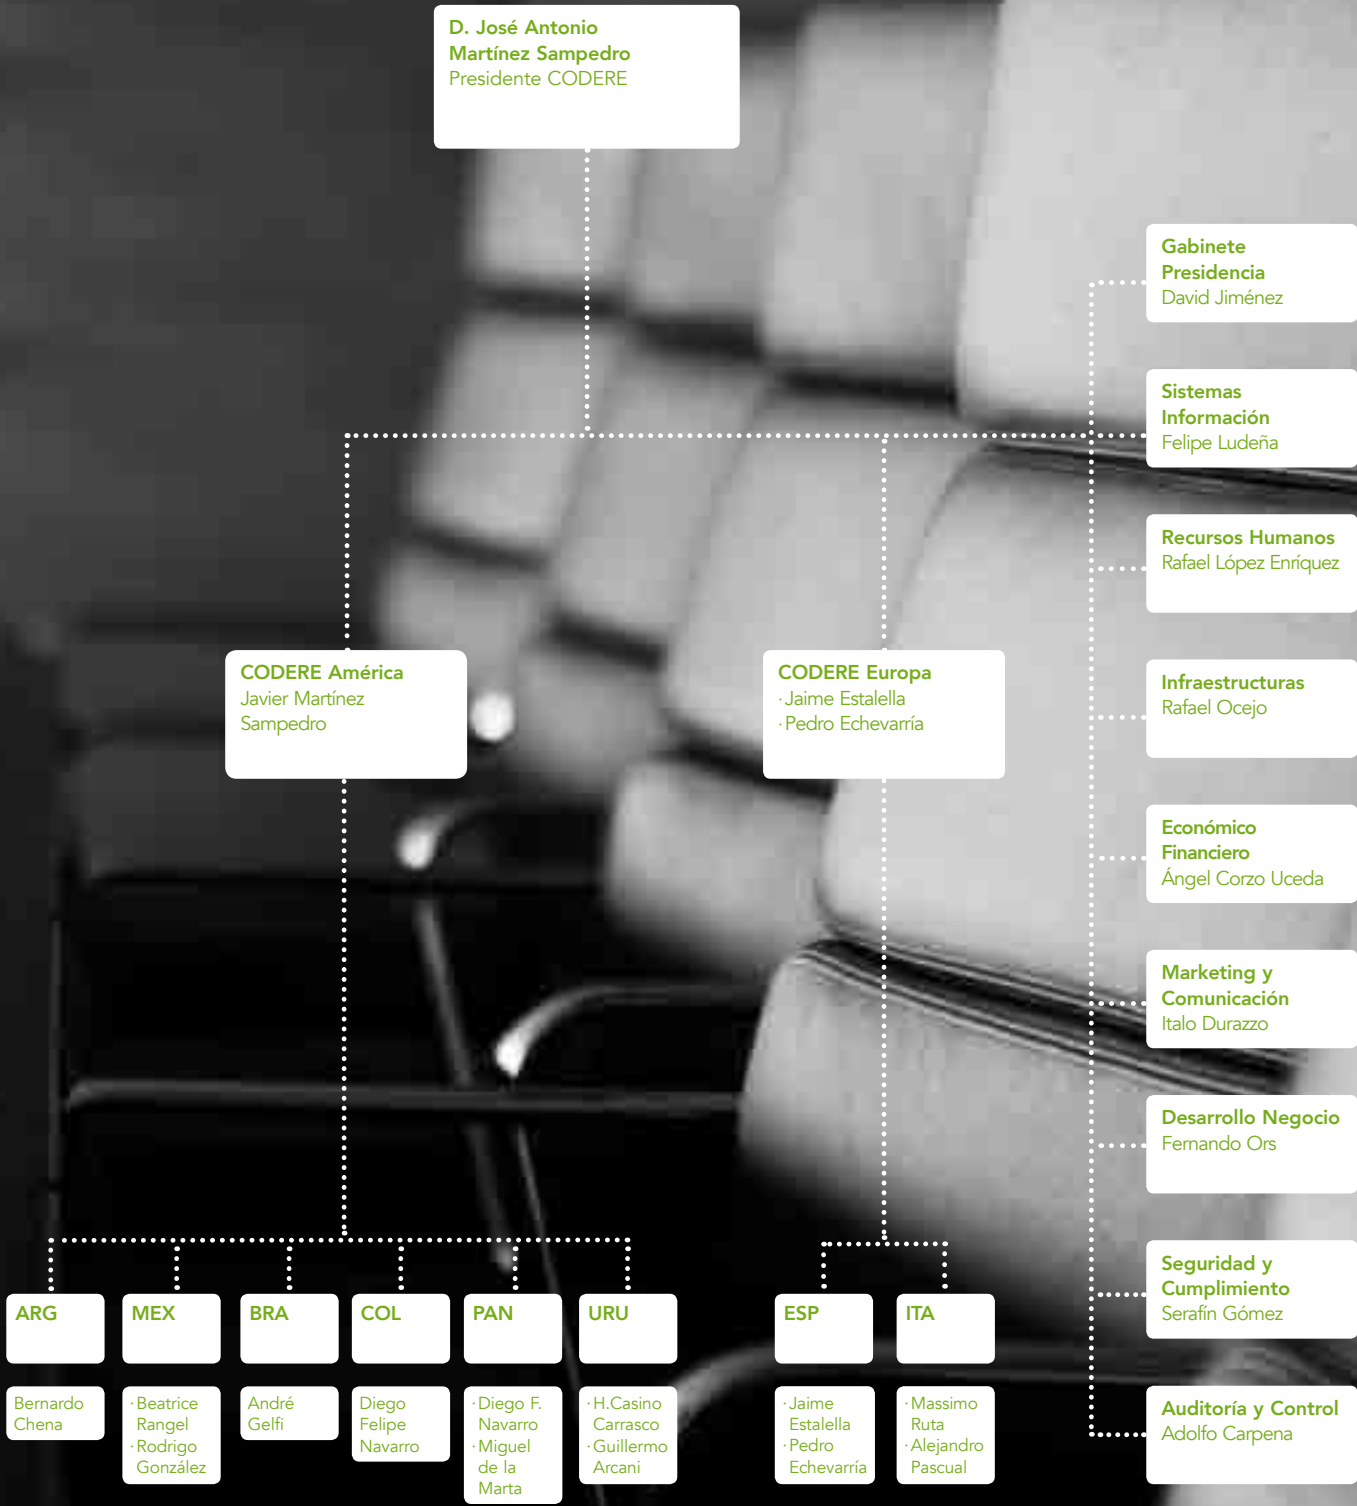 D. José Antonio
Martínez Sampedro
Presidente CODERE
Gabinete
Presidencia
David Jiménez
Sistemas
Información
Felipe Ludeña
Recursos Humanos
Rafael López Enríquez
CODERE América
Javier Martínez
Sampedro
CODERE Europa
· Jaime Estalella
· Pedro Echevarría
Infraestructuras
Rafael Ocejo
Económico
Financiero
Ángel Corzo Uceda
Marketing y
Comunicación
Italo Durazzo
Desarrollo Negocio
Fernando Ors
Seguridad y
Cumplimiento
Serafín Gómez
Auditoría y Control
Adolfo Carpena
ARG
Bernardo
Chena
MEX
· Beatrice
Rangel
· Rodrigo
González
BRA
André
Gelfi
COL
Diego
Felipe
Navarro
PAN
· Diego F.
Navarro
· Miguel
de la
Marta
URU
· H.Casino
Carrasco
· Guillermo
Arcani
ESP
· Jaime
Estalella
· Pedro
Echevarría
ITA
· Massimo
Ruta
· Alejandro
Pascual